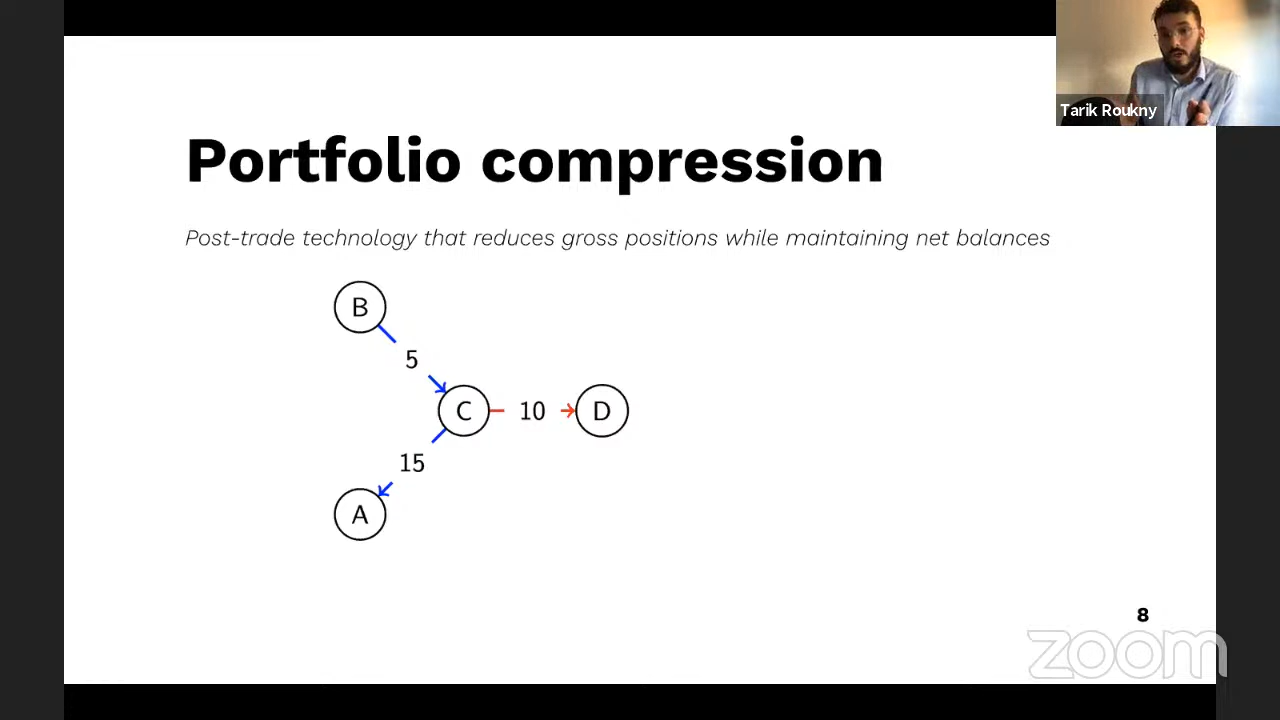 Tarik Roukny
Portfolio compression
Post-trade technology that reduces gross positions while maintaining net balances
B
5
C
10
D
15
A
8
zoom